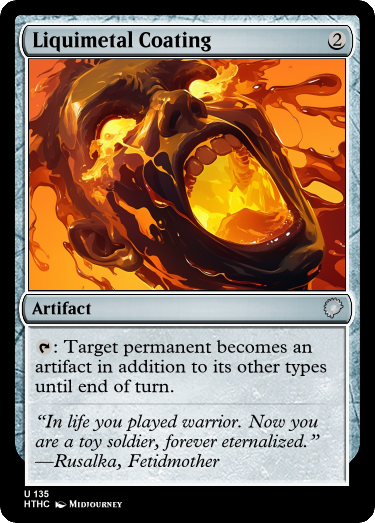 Liquimetal Coating 2
Artifact
: Target permanent becomes an
artifact in addition to its other types
until end of turn.
“In life you played warrior. Now you
are a toy soldier, forever eternalized.”
—Rusalka, Fetidmother
U 135
HTHC Midjourney